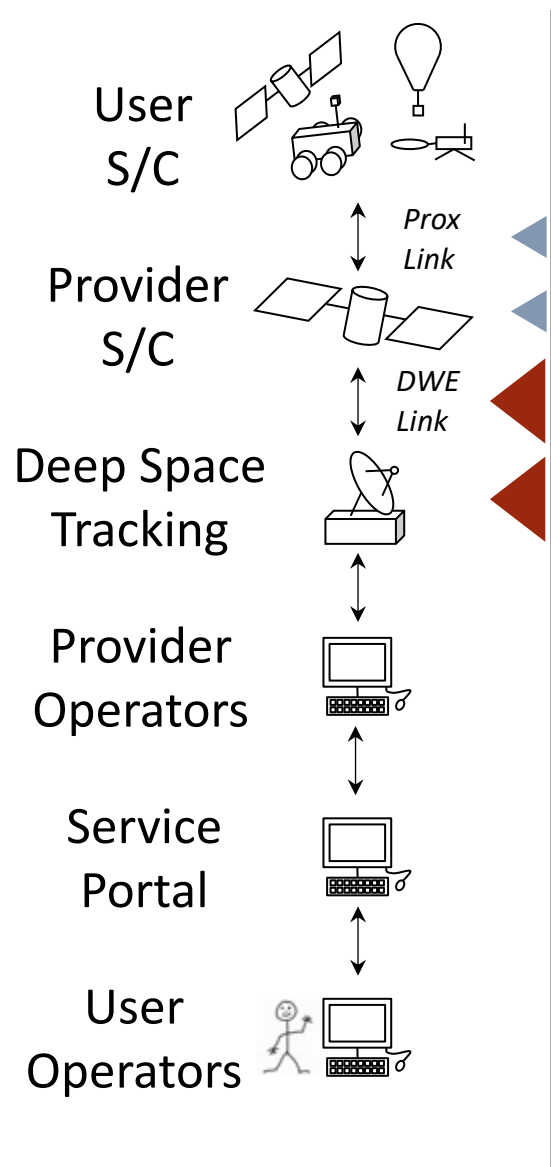 User
S/C
Prox
Link
Provider
S/C
DWE
Link
Deep Space
Tracking
Provider
Operators
Service
Portal
User
Operators